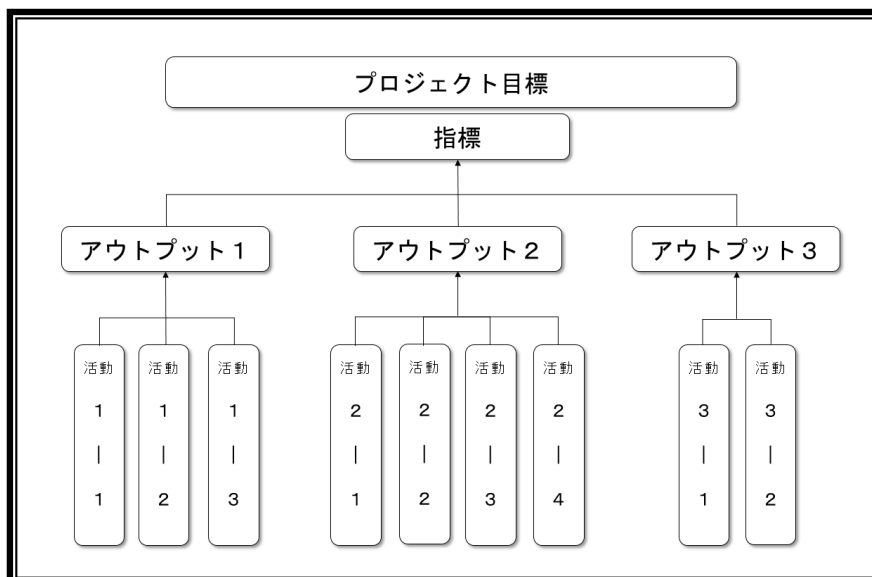 プロジェクト目標
指標
アウトプット１
アウトプット２
アウトプット３
活動１｜１
活動１｜２
活動１｜３
活動２｜１
活動２｜２
活動２｜３
活動２｜４
活動３｜１
活動３｜２